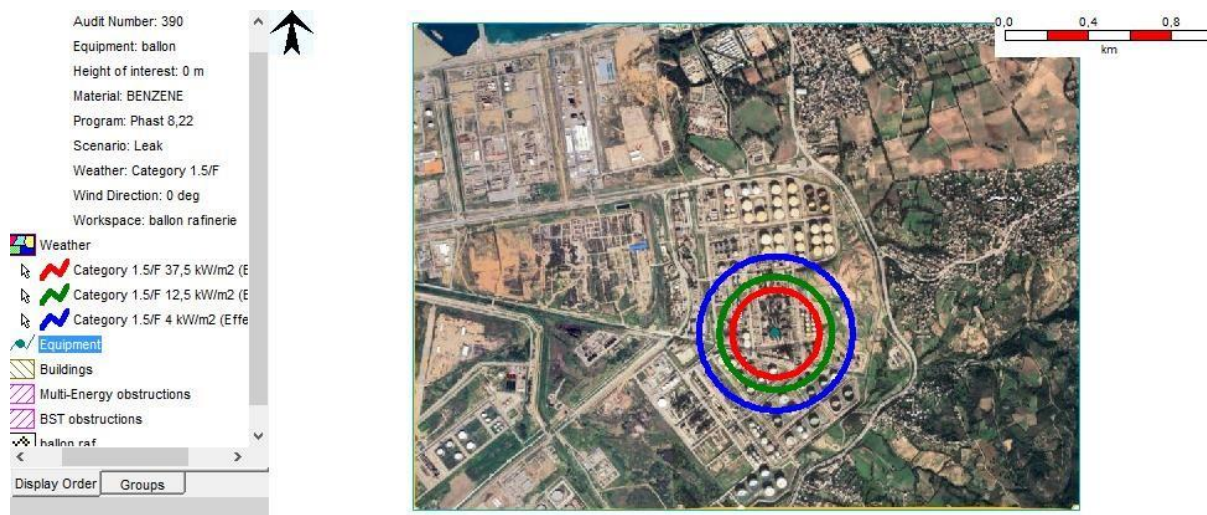 Audit Number: 390
Equipment: ballon
Height of interest: 0 m
Material: BENZENE
Program: Phast 8,22
Scenario: Leak
Weather: Category 1.5/F
Wind Direction: 0 deg
Workspace: ballon rafinerie
Weather
Category 1.5/F 37,5 kW/m2 (E
Category 1.5/F 12,5 kW/m2 (E
Category 1.5/F 4 kW/m2 (Effe
Equipment
Buildings
Multi-Energy obstructions
BST obstructions
ballon raf
Display Order Groups
0,0 0,4 0,8
km